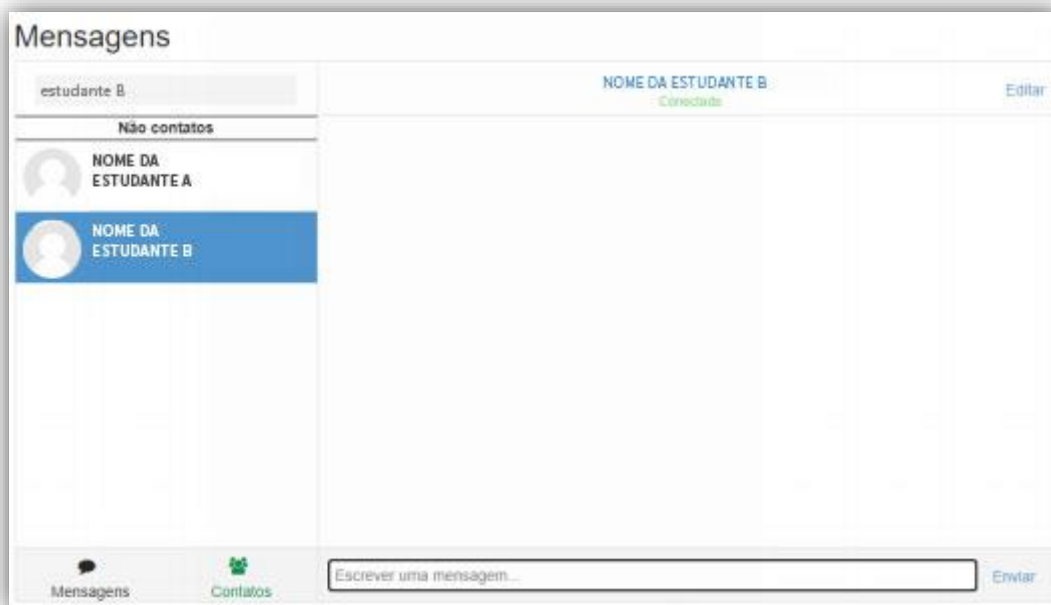 Mensagens
estudante B
NOME DA ESTUDANTE B
Conectado
Editar
Não contatos
NOME DA
ESTUDANTE A
NOME DA
ESTUDANTE B
Mensagens
Contatos
Escrever uma mensagem...
Enviar